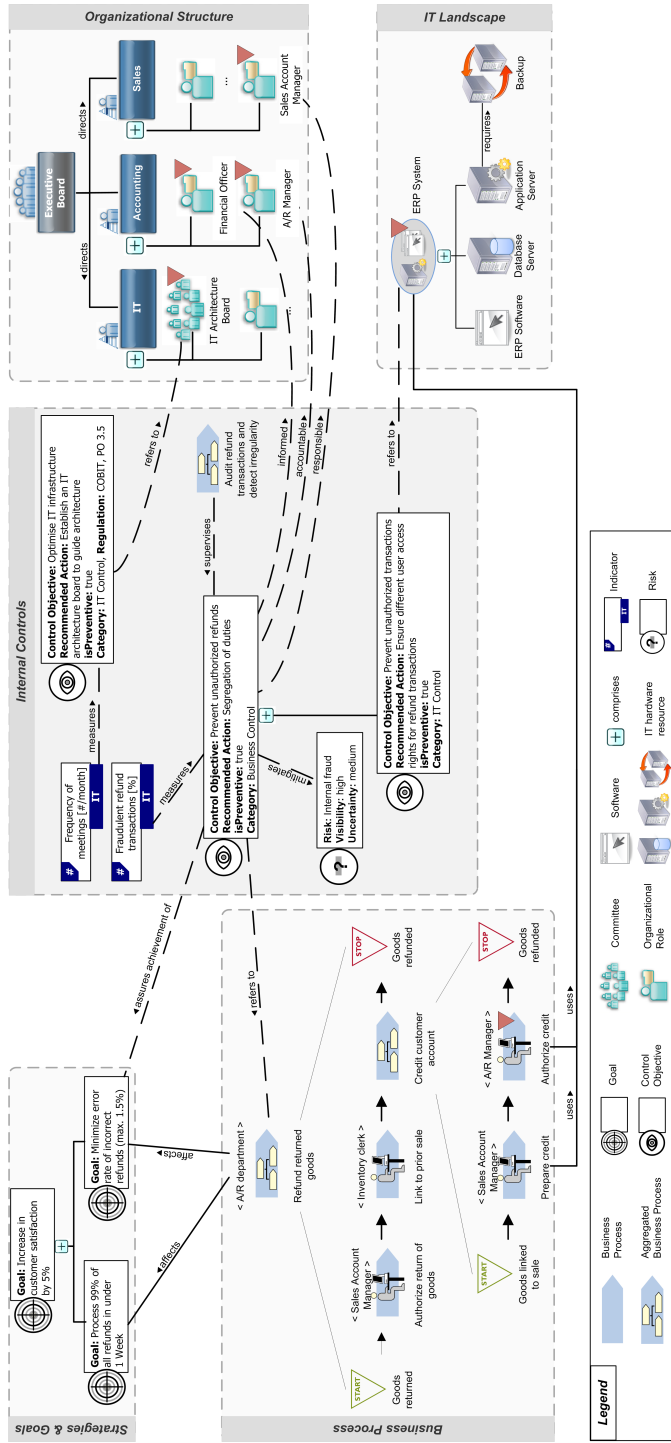 Strategies & Goals
Goal: Increase in
customer satisfaction
by 5%
Goal: Process 99% of
all refunds in under
1 Week
Goal: Minimize error
rate of incorrect
refunds (max. 1.5%)
affects
affects
assures achievement of
Internal Controls
#
Frequency of
meetings [#/month]
IT
#
Fraudulent refund
transactions [%]
IT
measures
measures
Control Objective: Optimise IT infrastructure
Recommended Action: Establish an IT
architecture board to guide architecture
isPreventive: true
Category: IT Control, Regulation: COBIT, PO 3.5
refers to
Control Objective: Prevent unauthorized refunds
Recommended Action: Segregation of duties
isPreventive: true
Category: Business Control
supervises
Audit refund
transactions and
detect irregularity
mitigates
Risk: Internal fraud
Visibility: high
Uncertainty: medium
informed
accountable
responsible
Control Objective: Prevent unauthorized transactions
Recommended Action: Ensure different user access
rights for refund transactions
isPreventive: true
Category: IT Control
refers to
refers to
Organizational Structure
Executive
Board
directs
directs
IT
Accounting
Sales
IT Architecture
Board
...
Financial Officer
A/R Manager
...
Sales Account
Manager
Business Process
< A/R department >
Refund returned
goods
START
Goods
returned
< Sales Account
Manager >
Authorize return of
goods
< Inventory clerk >
Link to prior sale
Credit customer
account
STOP
Goods
refunded
START
Goods linked
to sale
< Sales Account
Manager >
Prepare credit
< A/R Manager >
Authorize credit
STOP
Goods
refunded
uses
uses
IT Landscape
ERP System
ERP Software
Database
Server
Application
Server
requires
Backup
Legend
Business
Process
Aggregated
Business Process
Goal
Control
Objective
Committee
Organizational
Role
Software
comprises
IT hardware
resource
#
IT
Indicator
?
Risk